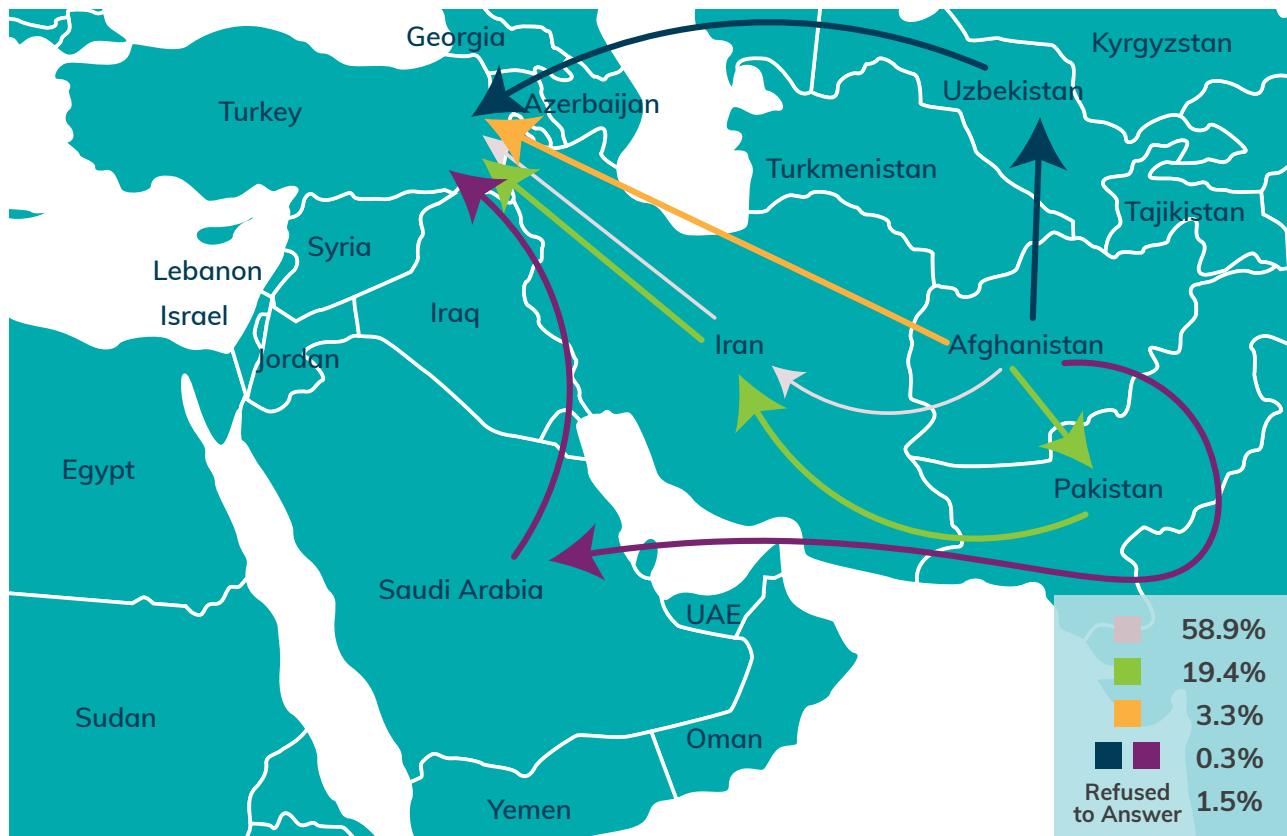 Georgia
Kyrgyzstan
Uzbekistan
Turkey
Azerbaijan
Turkmenistan
Tajikistan
Syria
Lebanon
Israel
Iraq
Iran
Afghanistan
Jordan
Egypt
Pakistan
Saudi Arabia
UAE
Sudan
Oman
Yemen
58.9%
19.4%
3.3%
0.3%
Refused
to Answer
1.5%